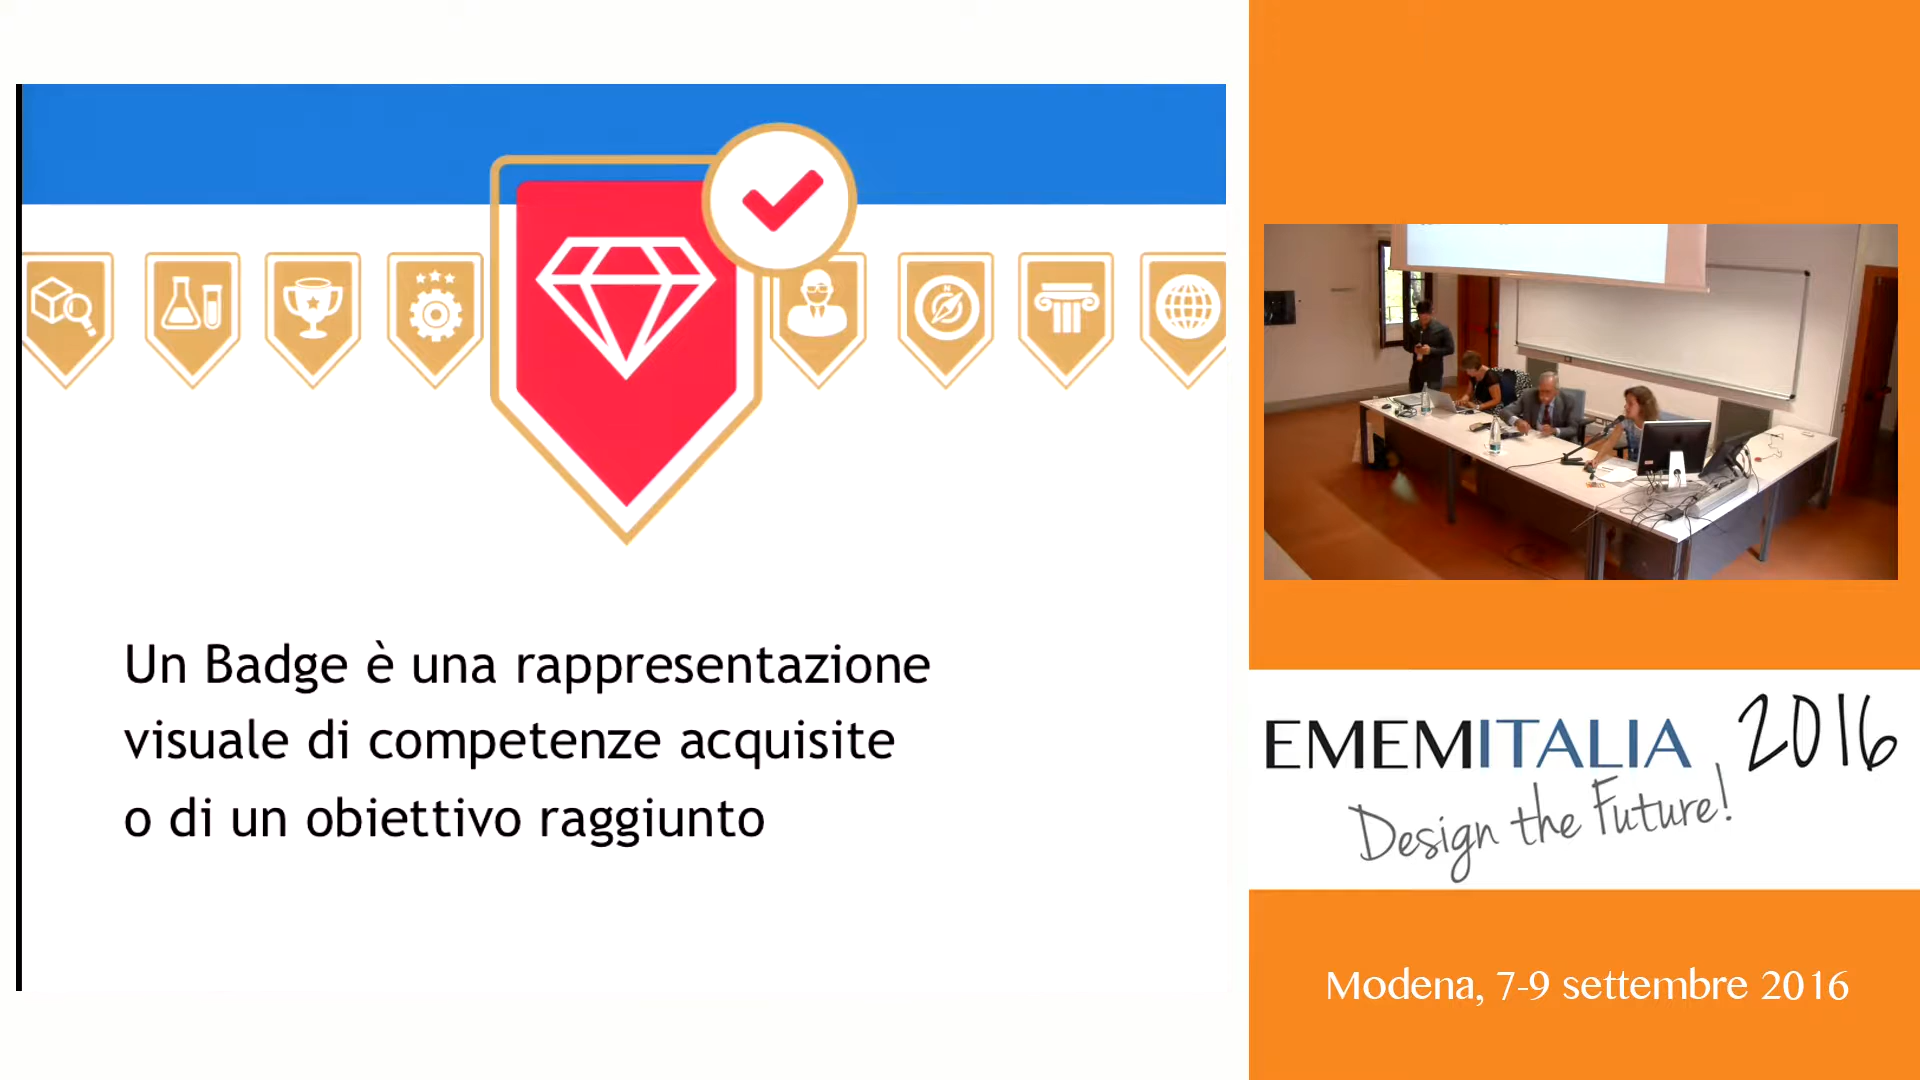 Un Badge è una rappresentazione
visuale di competenze acquisite
o di un obiettivo raggiunto
EMEMITALIA 2016
Design the Future!
Modena, 7-9 settembre 2016